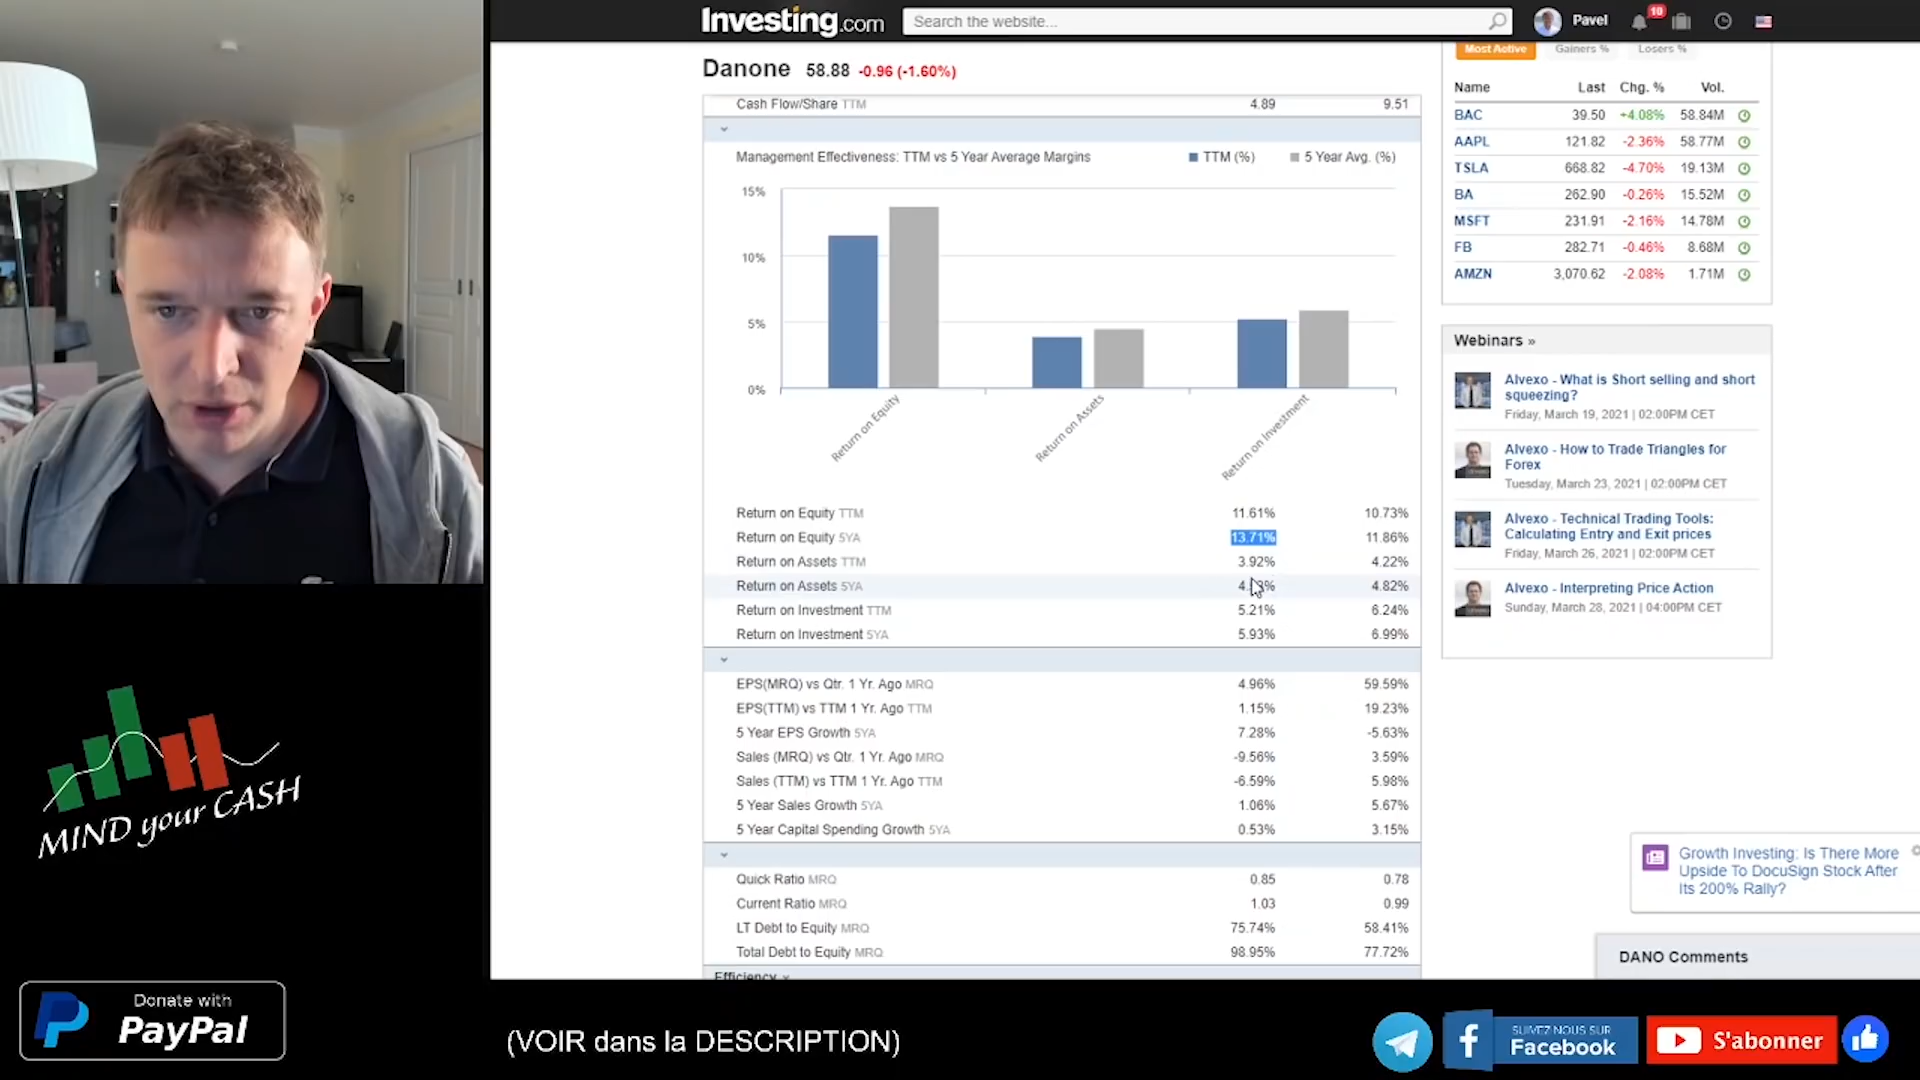 Investing.com
Search the website...
Pavel
10
Danone 58.88 -0.96 (-1.60%)
Cash Flow/Share TTM 4.89 9.51
Management Effectiveness: TTM vs 5 Year Average Margins
TTM (%) 5 Year Avg. (%)
15%
10%
5%
0%
Return on Equity
Return on Assets
Return on Investment
Return on Equity TTM 11.61% 10.73%
Return on Equity 5YA 13.71% 11.86%
Return on Assets TTM 3.92% 4.22%
Return on Assets 5YA 4.82%
Return on Investment TTM 5.21% 6.24%
Return on Investment 5YA 5.93% 6.99%
EPS(MRQ) vs Qtr. 1 Yr. Ago MRQ 4.96% 59.59%
EPS(TTM) vs TTM 1 Yr. Ago TTM 1.15% 19.23%
5 Year EPS Growth 5YA 7.28% -5.63%
Sales (MRQ) vs Qtr. 1 Yr. Ago MRQ -9.56% 3.59%
Sales (TTM) vs TTM 1 Yr. Ago TTM -6.59% 5.98%
5 Year Sales Growth 5YA 1.06% 5.67%
5 Year Capital Spending Growth 5YA 0.53% 3.15%
Quick Ratio MRQ 0.85 0.78
Current Ratio MRQ 1.03 0.99
LT Debt to Equity MRQ 75.74% 58.41%
Total Debt to Equity MRQ 98.95% 77.72%
Efficiency
Most Active Gainers % Losers %
Name Last Chg. % Vol.
BAC 39.50 +4.08% 58.84M
AAPL 121.82 -2.36% 58.77M
TSLA 668.82 -4.70% 19.13M
BA 262.90 -0.26% 15.52M
MSFT 231.91 -2.16% 14.78M
FB 282.71 -0.46% 8.68M
AMZN 3,070.62 -2.08% 1.71M
Webinars »
Alvexo - What is Short selling and short
squeezing?
Friday, March 19, 2021 | 02:00PM CET
Alvexo - How to Trade Triangles for
Forex
Tuesday, March 23, 2021 | 02:00PM CET
Alvexo - Technical Trading Tools:
Calculating Entry and Exit prices
Friday, March 26, 2021 | 02:00PM CET
Alvexo - Interpreting Price Action
Sunday, March 28, 2021 | 04:00PM CET
Growth Investing: Is There More
Upside To DocuSign Stock After
Its 200% Rally?
DANO Comments
MIND your CASH
Donate with
PayPal
(VOIR dans la DESCRIPTION)
SUIVEZ NOUS SUR
Facebook
S'abonner